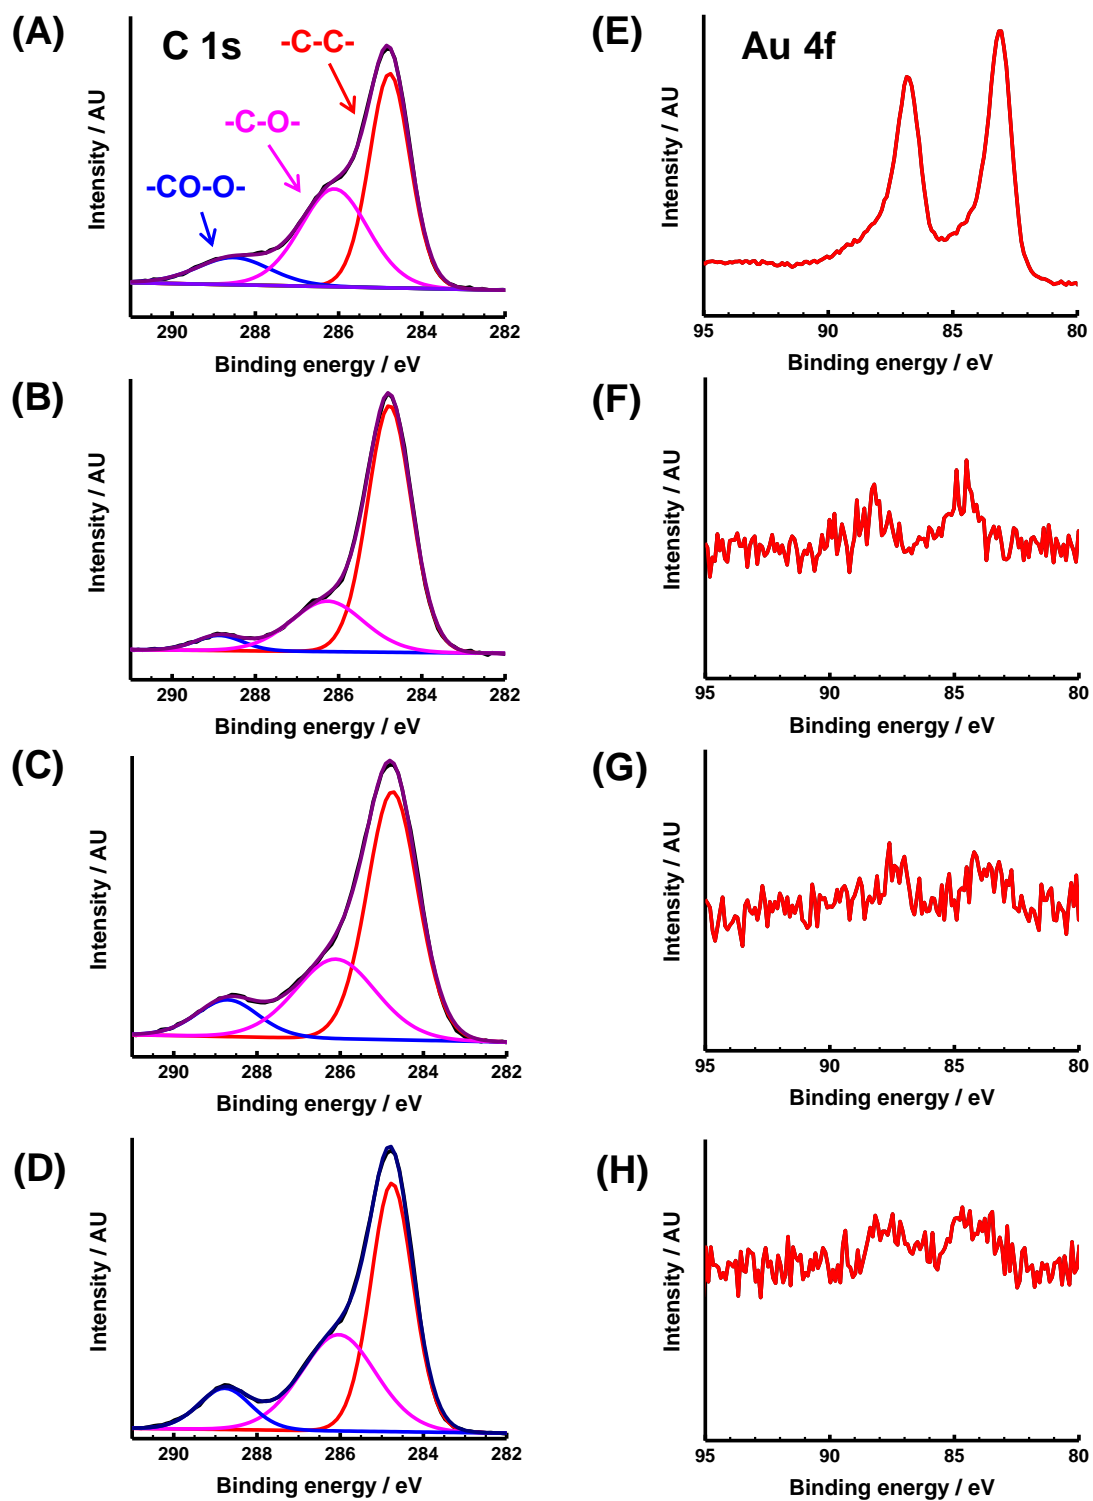 (A)
C 1s
-C-C-
-C-O-
-CO-O-
Intensity / AU
290 288 286 284 282
Binding energy / eV
(E)
Au 4f
Intensity / AU
95 90 85 80
Binding energy / eV
(B)
Intensity / AU
290 288 286 284 282
Binding energy / eV
(F)
Intensity / AU
95 90 85 80
Binding energy / eV
(C)
Intensity / AU
290 288 286 284 282
Binding energy / eV
(G)
Intensity / AU
95 90 85 80
Binding energy / eV
(D)
Intensity / AU
290 288 286 284 282
Binding energy / eV
(H)
Intensity / AU
95 90 85 80
Binding energy / eV